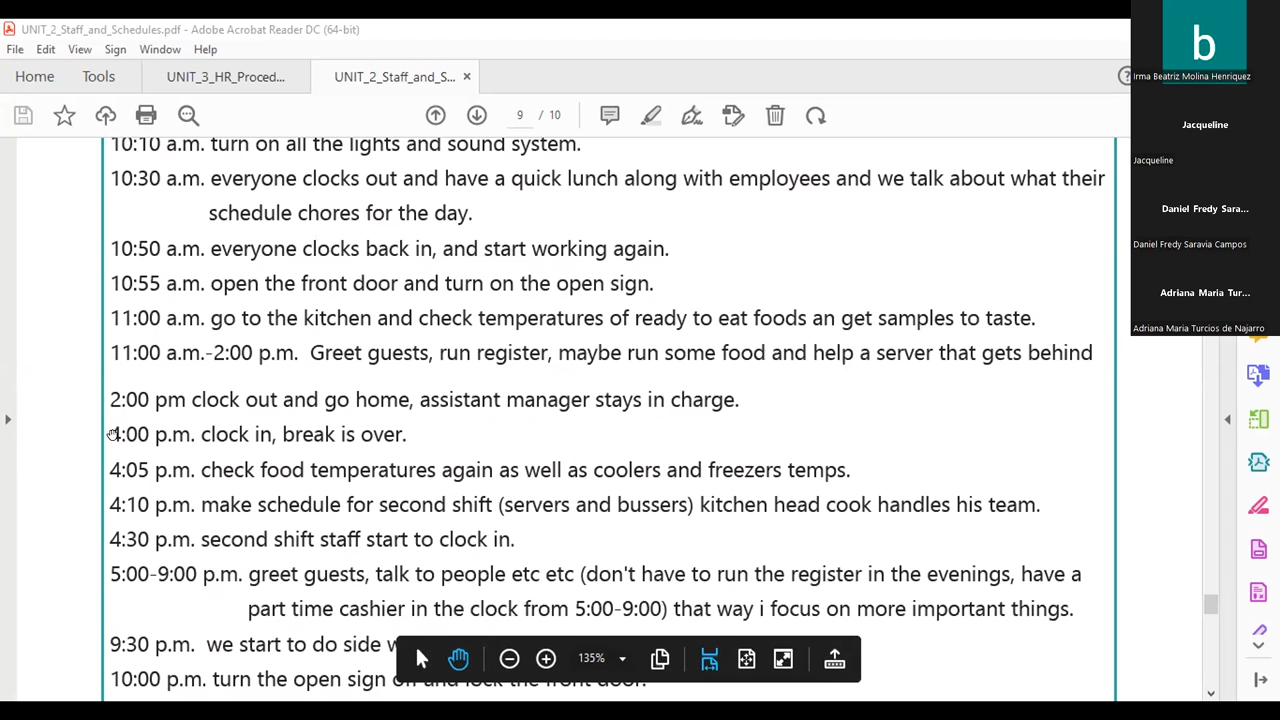 UNIT_2_Staff_and_Schedules.pdf - Adobe Acrobat Reader DC (64-bit)
File Edit View Sign Window Help
Home Tools UNIT_3_HR_Proced... UNIT_2_Staff_and_S... ×
9 / 10
10:10 a.m. turn on all the lights and sound system.
10:30 a.m. everyone clocks out and have a quick lunch along with employees and we talk about what their
schedule chores for the day.
10:50 a.m. everyone clocks back in, and start working again.
10:55 a.m. open the front door and turn on the open sign.
11:00 a.m. go to the kitchen and check temperatures of ready to eat foods an get samples to taste.
11:00 a.m.-2:00 p.m. Greet guests, run register, maybe run some food and help a server that gets behind
2:00 pm clock out and go home, assistant manager stays in charge.
4:00 p.m. clock in, break is over.
4:05 p.m. check food temperatures again as well as coolers and freezers temps.
4:10 p.m. make schedule for second shift (servers and bussers) kitchen head cook handles his team.
4:30 p.m. second shift staff start to clock in.
5:00-9:00 p.m. greet guests, talk to people etc etc (don't have to run the register in the evenings, have a
part time cashier in the clock from 5:00-9:00) that way i focus on more important things.
9:30 p.m. we start to do side
10:00 p.m. turn the open sign off and lock the front door.
135%
b
Irma Beatriz Molina Henriquez
Jacqueline
Jacqueline
Daniel Fredy Sara...
Daniel Fredy Saravia Campos
Adriana Maria Tur...
Adriana Maria Turcios de Najarro